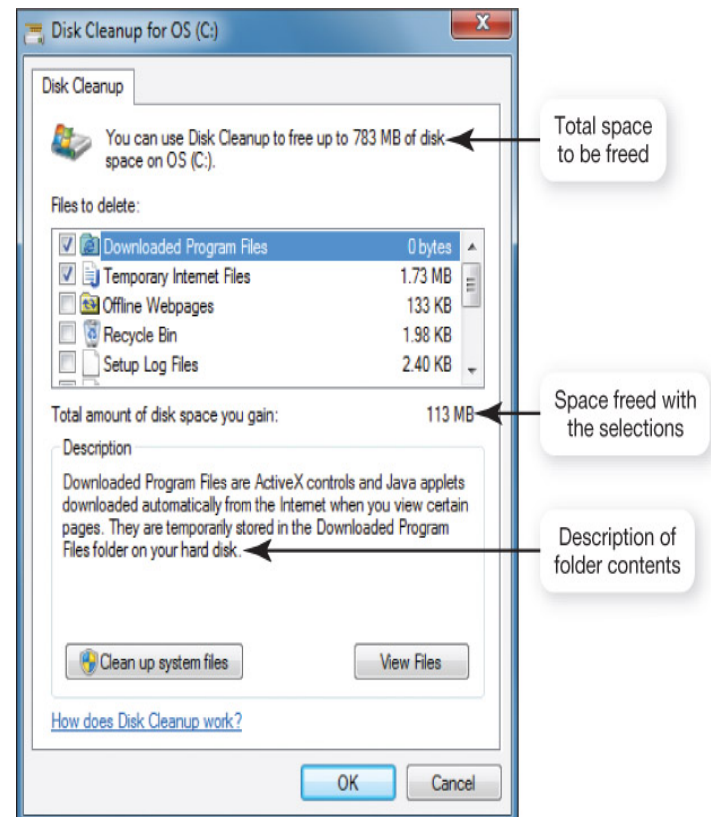 Disk Cleanup for OS (C:)
Disk Cleanup
You can use Disk Cleanup to free up to 783 MB of disk
space on OS (C:).
Total space
to be freed
Files to delete:
Downloaded Program Files 0 bytes
Temporary Internet Files 1.73 MB
Offline Webpages 133 KB
Recycle Bin 1.98 KB
Setup Log Files 2.40 KB
Total amount of disk space you gain: 113 MB
Space freed with
the selections
Description
Downloaded Program Files are ActiveX controls and Java applets
downloaded automatically from the Internet when you view certain
pages. They are temporarily stored in the Downloaded Program
Files folder on your hard disk.
Description of
folder contents
Clean up system files View Files
How does Disk Cleanup work?
OK Cancel